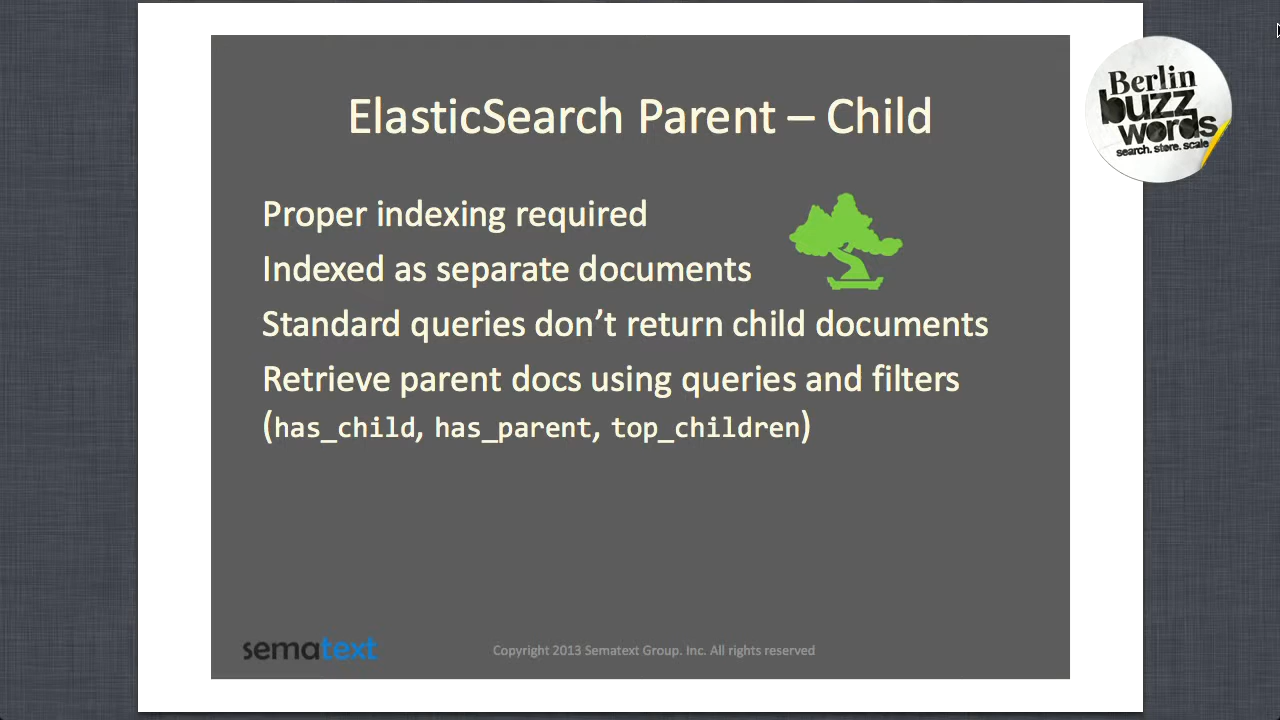 ElasticSearch Parent – Child
Berlin
buzz
words
search. store. scale
Proper indexing required
Indexed as separate documents
Standard queries don’t return child documents
Retrieve parent docs using queries and filters
(has_child, has_parent, top_children)
sematext
Copyright 2013 Sematext Group. Inc. All rights reserved